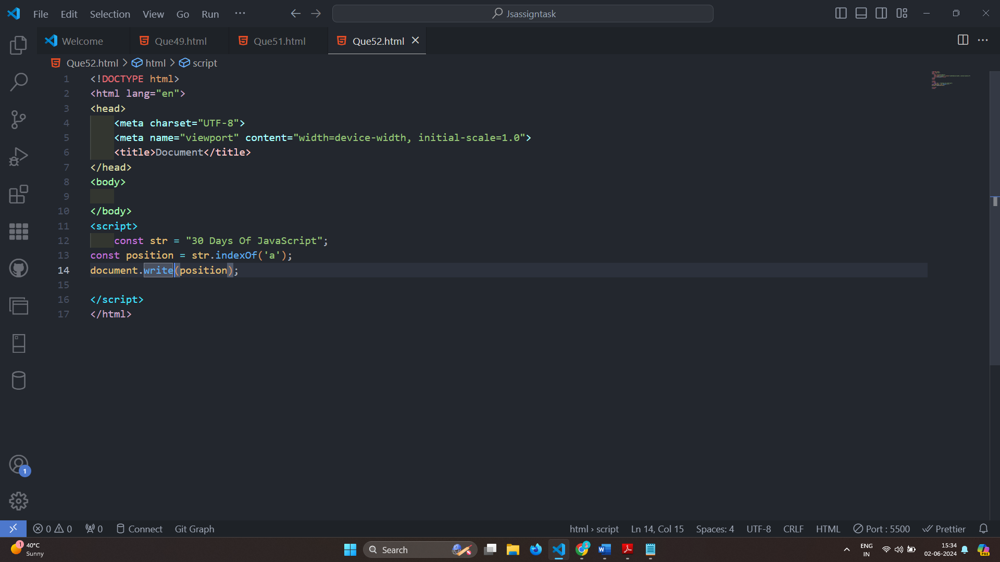 File Edit Selection View Go Run ··· Jsassigntask
Welcome Que49.html Que51.html Que52.html
Que52.html > html > script
1 <!DOCTYPE html>
2 <html lang="en">
3 <head>
4 <meta charset="UTF-8">
5 <meta name="viewport" content="width=device-width, initial-scale=1.0">
6 <title>Document</title>
7 </head>
8 <body>
9
10 </body>
11 <script>
12 const str = "30 Days Of JavaScript";
13 const position = str.indexOf('a');
14 document.write(position);
15
16 </script>
17 </html>
1
0 0 0 Connect Git Graph html › script Ln 14, Col 15 Spaces: 4 UTF-8 CRLF HTML Port : 5500 Prettier
1 40°C
Sunny
Search
ENG
IN
15:34
02-06-2024
PRE